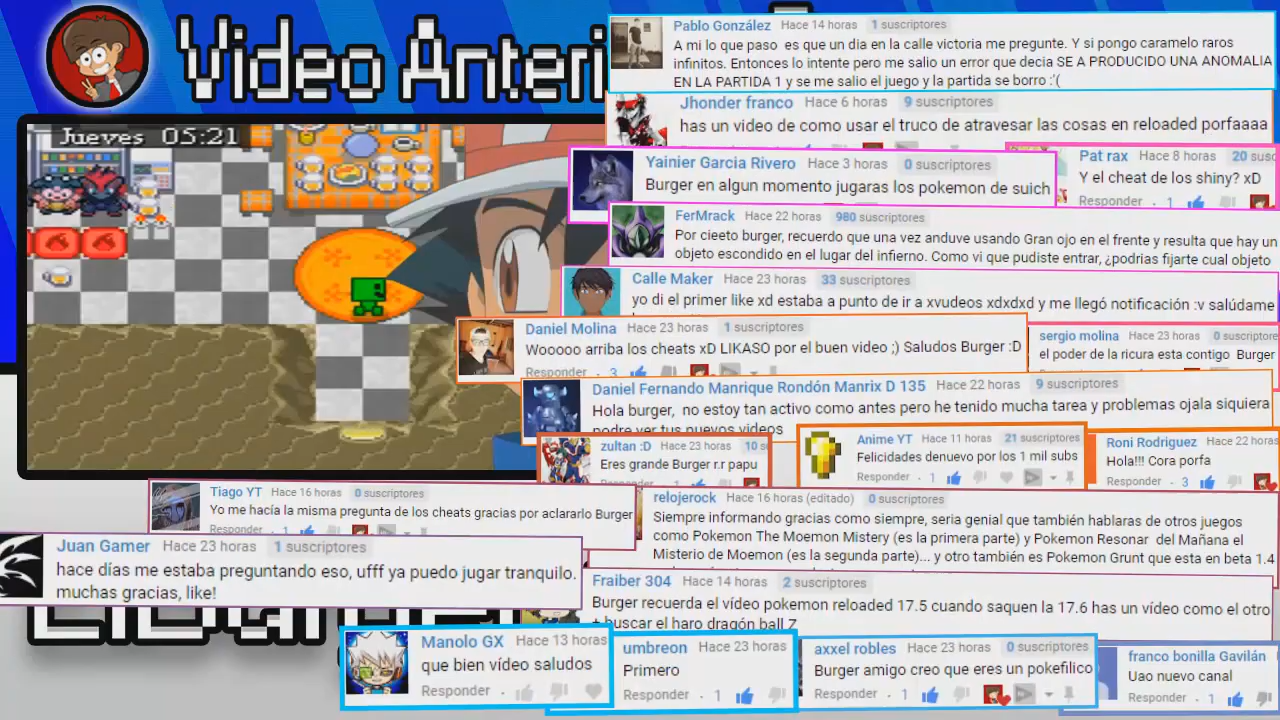 Video Anteri
Jueves 05:21
Pablo González Hace 14 horas 1 suscriptores
A mi lo que paso es que un dia en la calle victoria me pregunte. Y si pongo caramelo raros
infinitos. Entonces lo intente pero me salio un error que decia SE A PRODUCIDO UNA ANOMALIA
EN LA PARTIDA 1 y se me salio el juego y la partida se borro :'(
Jhonder franco Hace 6 horas 9 suscriptores
has un video de como usar el truco de atravesar las cosas en reloaded porfaaaa
Yainier Garcia Rivero Hace 3 horas 0 suscriptores
Burger en algun momento jugaras los pokemon de suich
Pat rax Hace 8 horas 20 susc
Y el cheat de los shiny? xD
Responder · 1
FerMrack Hace 22 horas 980 suscriptores
Por cieeto burger, recuerdo que una vez anduve usando Gran ojo en el frente y resulta que hay un
objeto escondido en el lugar del infierno. Como vi que pudiste entrar, ¿podrias fijarte cual objeto
Calle Maker Hace 23 horas 33 suscriptores
yo di el primer like xd estaba a punto de ir a xvudeos xdxdxd y me llegó notificación :v salúdame
Daniel Molina Hace 23 horas 1 suscriptores
Wooooo arriba los cheats xD LIKASO por el buen video ;) Saludos Burger :D
Responder · 3
sergio molina Hace 23 horas 0 suscriptore
el poder de la ricura esta contigo Burger
Responder
Daniel Fernando Manrique Rondón Manrix D 135 Hace 22 horas 9 suscriptores
Hola burger, no estoy tan activo como antes pero he tenido mucha tarea y problemas ojala siquiera
podre ver tus nuevos videos
zultan :D Hace 23 horas 10 s
Eres grande Burger r.r papu
Responder · 1
Anime YT Hace 11 horas 21 suscriptores
Felicidades denuevo por los 1 mil subs
Responder · 1
Roni Rodriguez Hace 22 horas
Hola!!! Cora porfa
Responder · 3
Tiago YT Hace 16 horas 0 suscriptores
Yo me hacía la misma pregunta de los cheats gracias por aclararlo Burger
Responder · 1
relojerock Hace 16 horas (editado) 0 suscriptores
Siempre informando gracias como siempre, seria genial que también hablaras de otros juegos
como Pokemon The Moemon Mistery (es la primera parte) y Pokemon Resonar del Mañana el
Misterio de Moemon (es la segunda parte)... y otro también es Pokemon Grunt que esta en beta 1.4
Juan Gamer Hace 23 horas 1 suscriptores
hace días me estaba preguntando eso, ufff ya puedo jugar tranquilo.
muchas gracias, like!
Fraiber 304 Hace 14 horas 2 suscriptores
Burger recuerda el vídeo pokemon reloaded 17.5 cuando saquen la 17.6 has un vídeo como el otro
+ buscar el haro dragón ball Z
Manolo GX Hace 13 horas
que bien vídeo saludos
Responder ·
umbreon Hace 23 horas
Primero
Responder · 1
axxel robles Hace 23 horas 0 suscriptores
Burger amigo creo que eres un pokefilico
Responder · 1
franco bonilla Gavilán
Uao nuevo canal
Responder · 1